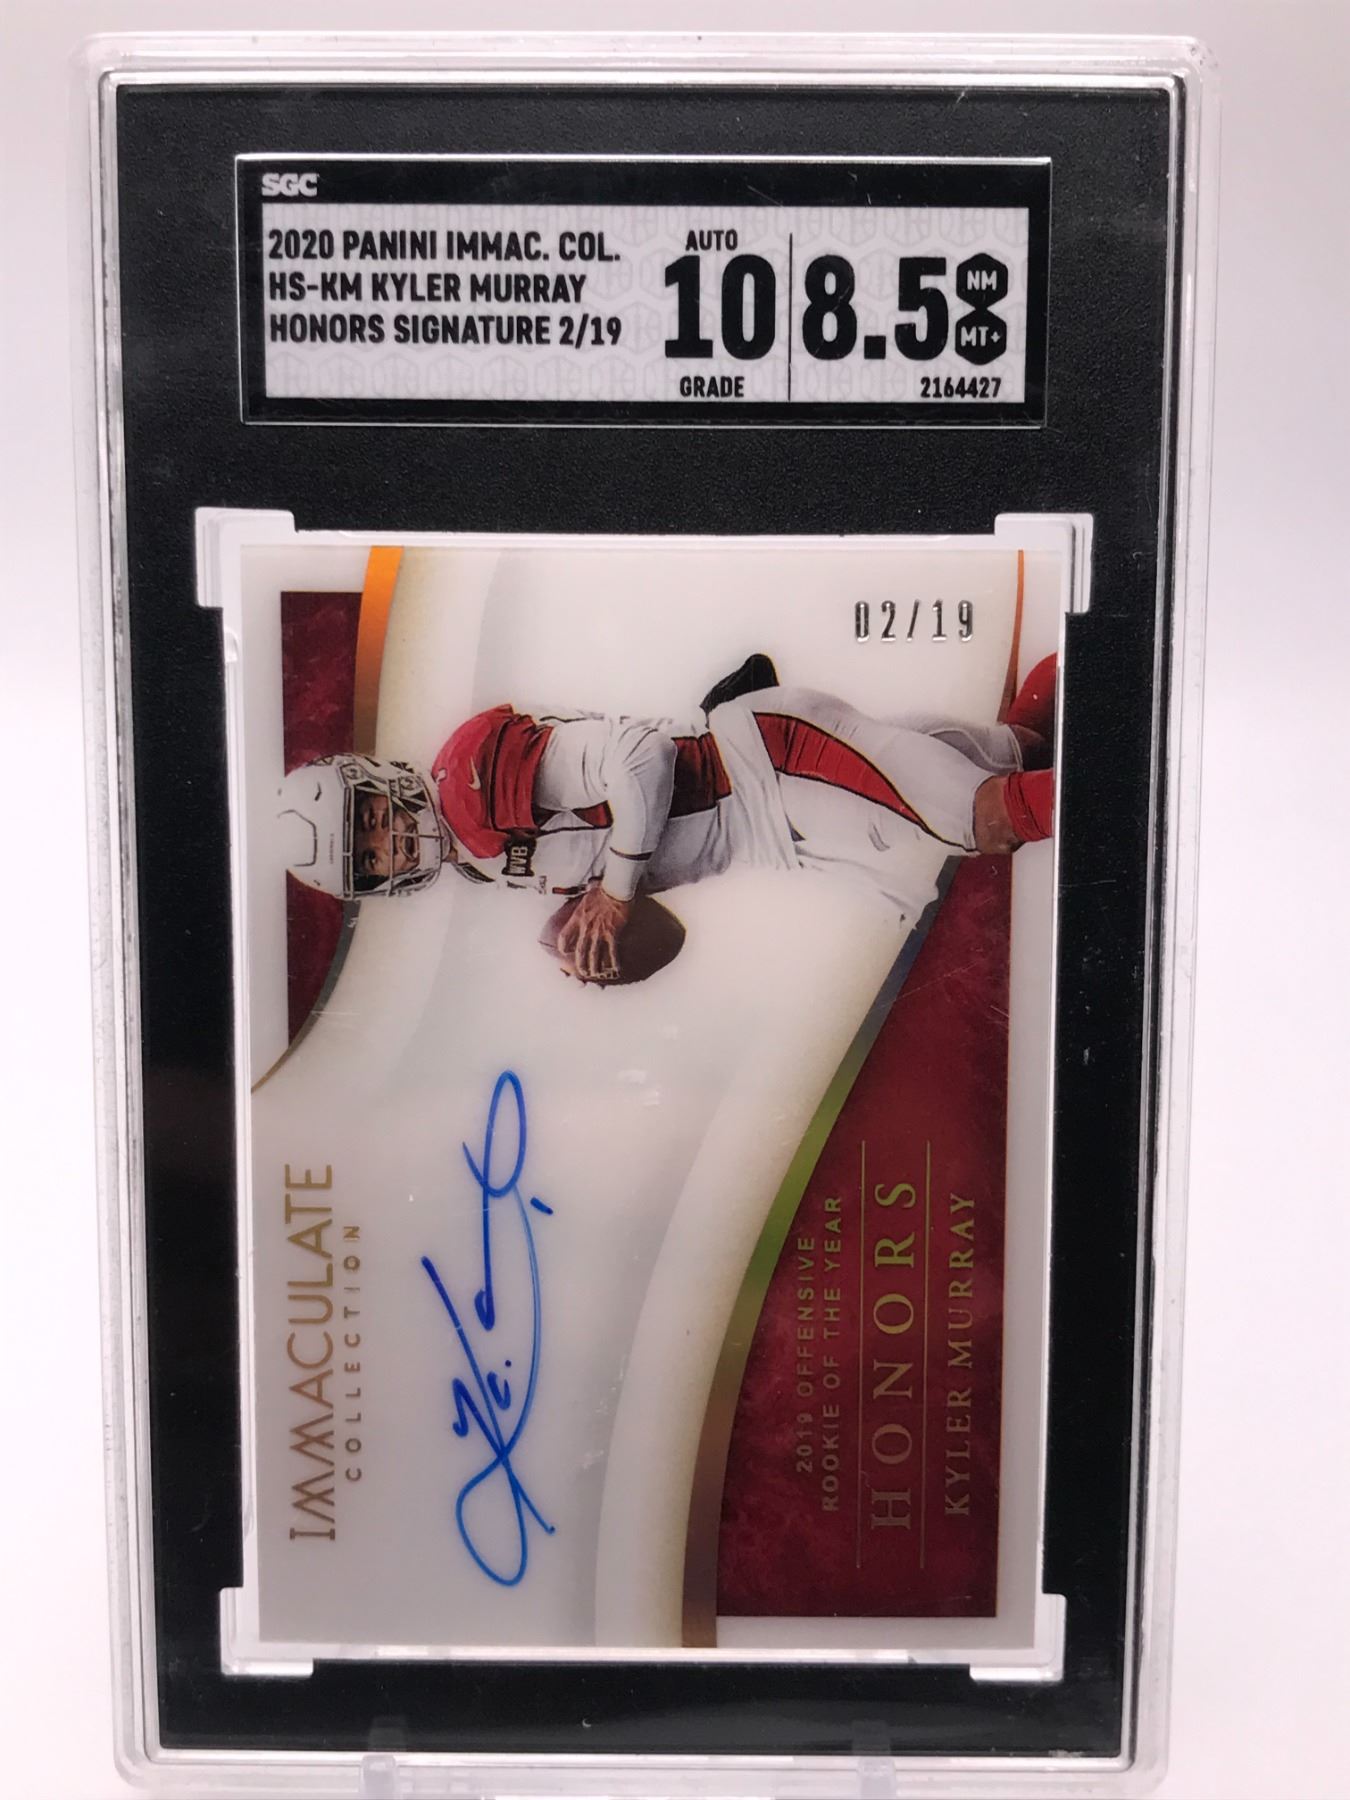 SGC
2020 PANINI IMMAC. COL.
HS-KM KYLER MURRAY
HONORS SIGNATURE 2/19
AUTO
10
GRADE
8.5
NM
MT+
2164427
02/19
IMMACULATE
COLLECTION
2019 OFFENSIVE
ROOKIE OF THE YEAR
HONORS
KYLER MURRAY